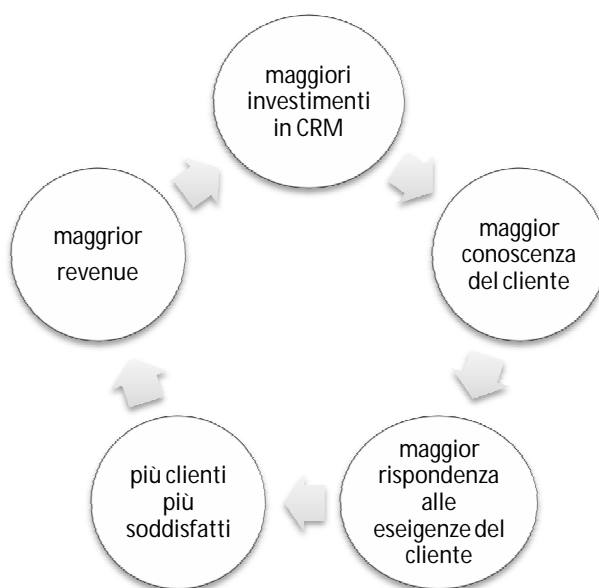 maggiori
investimenti
in CRM
maggior
conoscenza
del cliente
maggior
rispondenza
alle
eseigenze del
cliente
più clienti
più
soddisfatti
maggrior
revenue